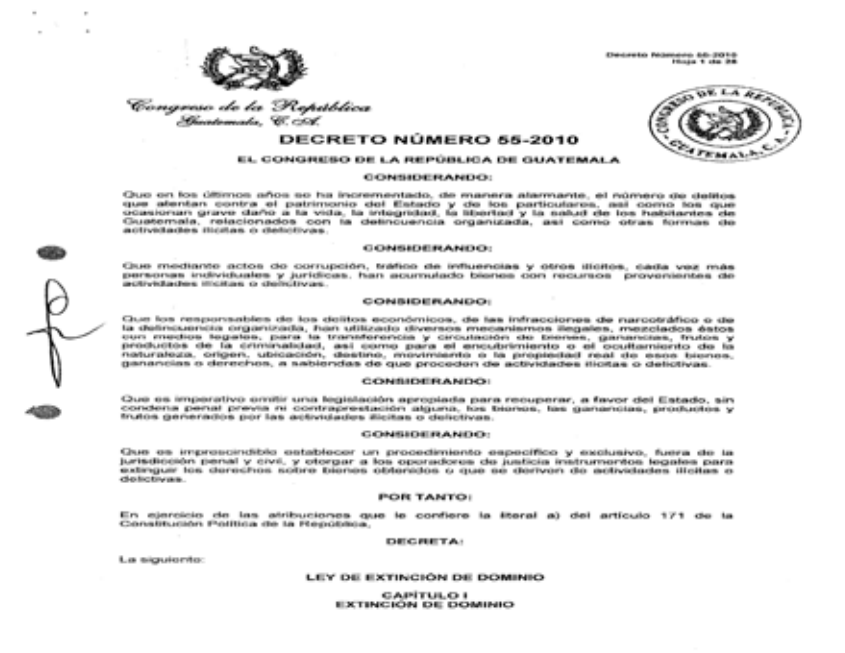 Decreto Número 55-2010
Hoja 1 de 28
Congreso de la República
Guatemala, C. A.
CONGRESO DE LA REPUBLICA
GUATEMALA, C.A.
DECRETO NÚMERO 55-2010
EL CONGRESO DE LA REPÚBLICA DE GUATEMALA
CONSIDERANDO:
Que en los últimos años se ha incrementado, de manera alarmante, el número de delitos
que atentan contra el patrimonio del Estado y de los particulares, así como los que
ocasionan grave daño a la vida, la integridad, la libertad y la salud de los habitantes de
Guatemala, relacionados con la delincuencia organizada, así como otras formas de
actividades ilícitas o delictivas.
CONSIDERANDO:
Que mediante actos de corrupción, tráfico de influencias y otros ilícitos, cada vez más
personas individuales y jurídicas, han acumulado bienes con recursos provenientes de
actividades ilícitas o delictivas.
CONSIDERANDO:
Que los responsables de los delitos económicos, de las infracciones de narcotráfico o de
la delincuencia organizada, han utilizado diversos mecanismos ilegales, mezclados éstos
con medios legales, para la transferencia y circulación de bienes, ganancias, frutos y
productos de la criminalidad, así como para el encubrimiento o el ocultamiento de la
naturaleza, origen, ubicación, destino, movimiento o la propiedad real de esos bienes,
ganancias o derechos, a sabiendas de que proceden de actividades ilícitas o delictivas.
CONSIDERANDO:
Que es imperativo emitir una legislación apropiada para recuperar, a favor del Estado, sin
condena penal previa ni contraprestación alguna, los bienes, las ganancias, productos y
frutos generados por las actividades ilícitas o delictivas.
CONSIDERANDO:
Que es imprescindible establecer un procedimiento específico y exclusivo, fuera de la
jurisdicción penal y civil, y otorgar a los operadores de justicia instrumentos legales para
extinguir los derechos sobre bienes obtenidos o que se deriven de actividades ilícitas o
delictivas.
POR TANTO:
En ejercicio de las atribuciones que le confiere la literal a) del artículo 171 de la
Constitución Política de la República,
DECRETA:
La siguiente:
LEY DE EXTINCIÓN DE DOMINIO
CAPÍTULO I
EXTINCIÓN DE DOMINIO